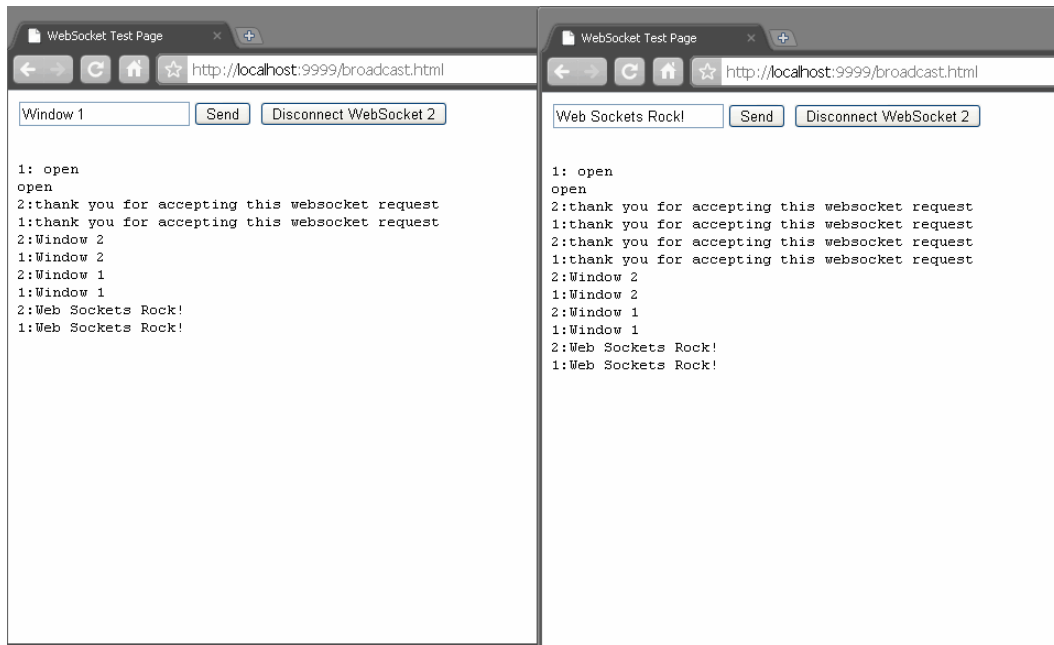 WebSocket Test Page
http://localhost:9999/broadcast.html
Window 1 Send Disconnect WebSocket 2
1: open
open
2:thank you for accepting this websocket request
1:thank you for accepting this websocket request
2:Window 2
1:Window 2
2:Window 1
1:Window 1
2:Web Sockets Rock!
1:Web Sockets Rock!
WebSocket Test Page
http://localhost:9999/broadcast.html
Web Sockets Rock! Send Disconnect WebSocket 2
1: open
open
2:thank you for accepting this websocket request
1:thank you for accepting this websocket request
2:thank you for accepting this websocket request
1:thank you for accepting this websocket request
2:Window 2
1:Window 2
2:Window 1
1:Window 1
2:Web Sockets Rock!
1:Web Sockets Rock!